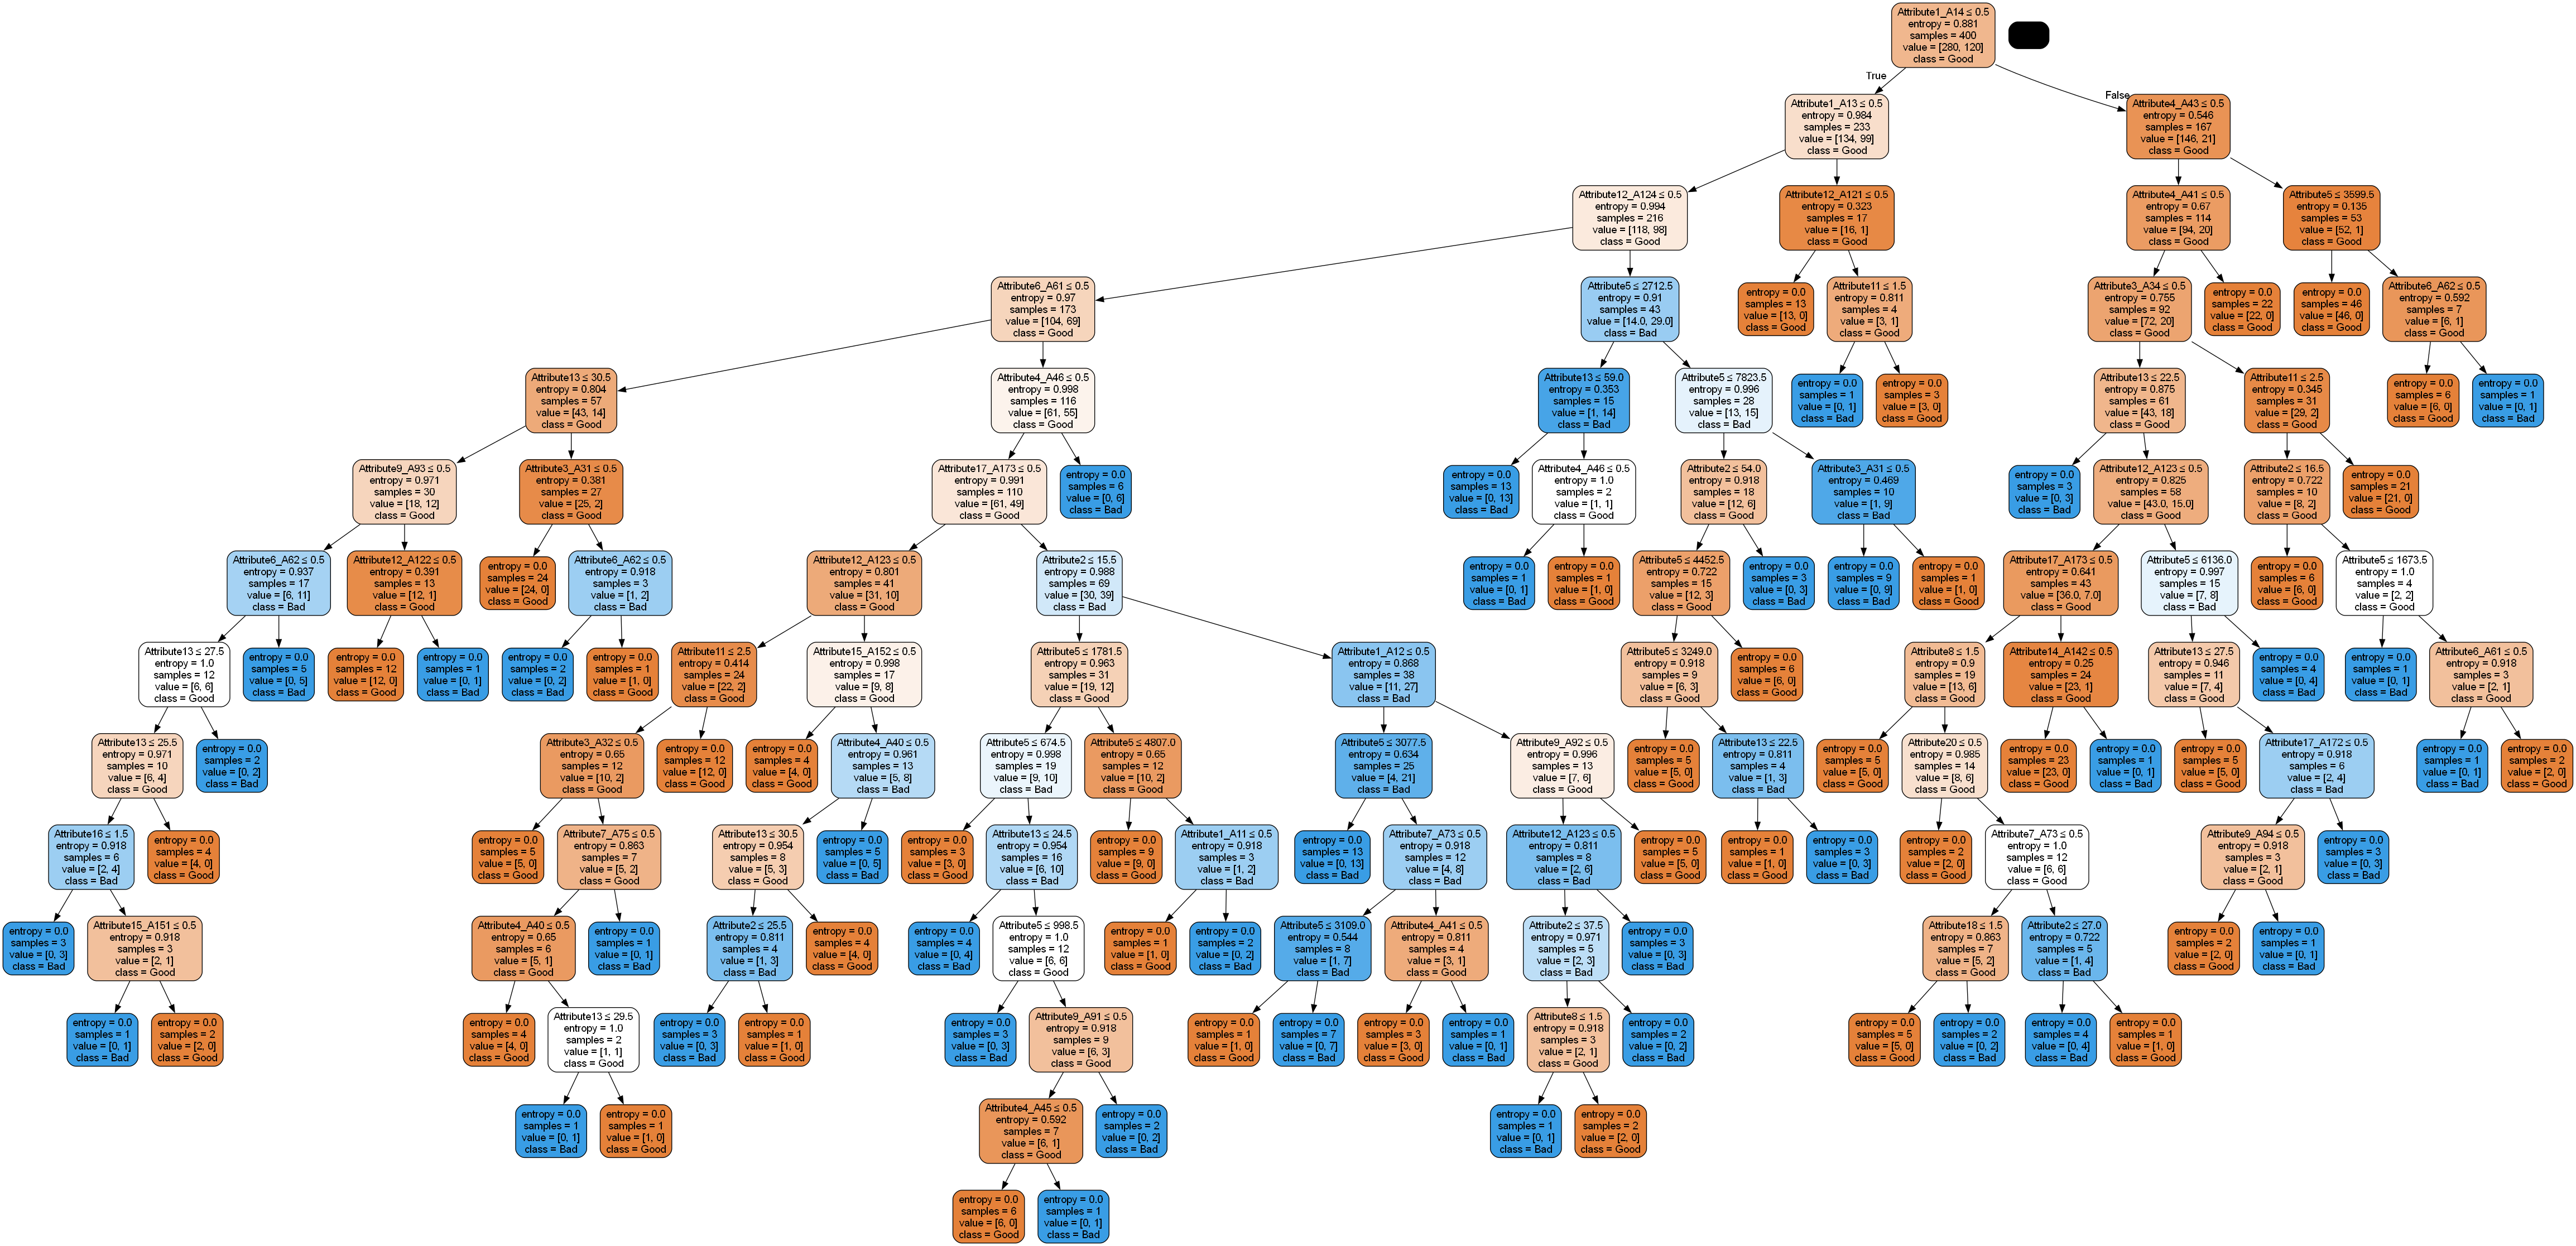 Attribute1_A14 ≤ 0.5
entropy = 0.881
samples = 400
value = [280, 120]
class = Good
True
False
Attribute1_A13 ≤ 0.5
entropy = 0.984
samples = 233
value = [134, 99]
class = Good
Attribute4_A43 ≤ 0.5
entropy = 0.546
samples = 167
value = [146, 21]
class = Good
Attribute12_A124 ≤ 0.5
entropy = 0.994
samples = 216
value = [118, 98]
class = Good
Attribute12_A121 ≤ 0.5
entropy = 0.323
samples = 17
value = [16, 1]
class = Good
Attribute4_A41 ≤ 0.5
entropy = 0.67
samples = 114
value = [94, 20]
class = Good
Attribute5 ≤ 3599.5
entropy = 0.135
samples = 53
value = [52, 1]
class = Good
Attribute6_A61 ≤ 0.5
entropy = 0.97
samples = 173
value = [104, 69]
class = Good
Attribute5 ≤ 2712.5
entropy = 0.91
samples = 43
value = [14.0, 29.0]
class = Bad
entropy = 0.0
samples = 13
value = [13, 0]
class = Good
Attribute11 ≤ 1.5
entropy = 0.811
samples = 4
value = [3, 1]
class = Good
Attribute3_A34 ≤ 0.5
entropy = 0.755
samples = 92
value = [72, 20]
class = Good
entropy = 0.0
samples = 22
value = [22, 0]
class = Good
entropy = 0.0
samples = 46
value = [46, 0]
class = Good
Attribute6_A62 ≤ 0.5
entropy = 0.592
samples = 7
value = [6, 1]
class = Good
Attribute13 ≤ 30.5
entropy = 0.804
samples = 57
value = [43, 14]
class = Good
Attribute4_A46 ≤ 0.5
entropy = 0.998
samples = 116
value = [61, 55]
class = Good
Attribute13 ≤ 59.0
entropy = 0.353
samples = 15
value = [1, 14]
class = Bad
Attribute5 ≤ 7823.5
entropy = 0.996
samples = 28
value = [13, 15]
class = Bad
entropy = 0.0
samples = 1
value = [0, 1]
class = Bad
entropy = 0.0
samples = 3
value = [3, 0]
class = Good
Attribute13 ≤ 22.5
entropy = 0.875
samples = 61
value = [43, 18]
class = Good
Attribute11 ≤ 2.5
entropy = 0.345
samples = 31
value = [29, 2]
class = Good
entropy = 0.0
samples = 6
value = [6, 0]
class = Good
entropy = 0.0
samples = 1
value = [0, 1]
class = Bad
Attribute9_A93 ≤ 0.5
entropy = 0.971
samples = 30
value = [18, 12]
class = Good
Attribute3_A31 ≤ 0.5
entropy = 0.381
samples = 27
value = [25, 2]
class = Good
Attribute17_A173 ≤ 0.5
entropy = 0.991
samples = 110
value = [61, 49]
class = Good
entropy = 0.0
samples = 6
value = [0, 6]
class = Bad
entropy = 0.0
samples = 13
value = [0, 13]
class = Bad
Attribute4_A46 ≤ 0.5
entropy = 1.0
samples = 2
value = [1, 1]
class = Good
Attribute2 ≤ 54.0
entropy = 0.918
samples = 18
value = [12, 6]
class = Good
Attribute3_A31 ≤ 0.5
entropy = 0.469
samples = 10
value = [1, 9]
class = Bad
entropy = 0.0
samples = 3
value = [0, 3]
class = Bad
Attribute12_A123 ≤ 0.5
entropy = 0.825
samples = 58
value = [43.0, 15.0]
class = Good
Attribute2 ≤ 16.5
entropy = 0.722
samples = 10
value = [8, 2]
class = Good
entropy = 0.0
samples = 21
value = [21, 0]
class = Good
Attribute6_A62 ≤ 0.5
entropy = 0.937
samples = 17
value = [6, 11]
class = Bad
Attribute12_A122 ≤ 0.5
entropy = 0.391
samples = 13
value = [12, 1]
class = Good
entropy = 0.0
samples = 24
value = [24, 0]
class = Good
Attribute6_A62 ≤ 0.5
entropy = 0.918
samples = 3
value = [1, 2]
class = Bad
Attribute12_A123 ≤ 0.5
entropy = 0.801
samples = 41
value = [31, 10]
class = Good
Attribute2 ≤ 15.5
entropy = 0.988
samples = 69
value = [30, 39]
class = Bad
entropy = 0.0
samples = 1
value = [0, 1]
class = Bad
entropy = 0.0
samples = 1
value = [1, 0]
class = Good
Attribute5 ≤ 4452.5
entropy = 0.722
samples = 15
value = [12, 3]
class = Good
entropy = 0.0
samples = 3
value = [0, 3]
class = Bad
entropy = 0.0
samples = 9
value = [0, 9]
class = Bad
entropy = 0.0
samples = 1
value = [1, 0]
class = Good
Attribute17_A173 ≤ 0.5
entropy = 0.641
samples = 43
value = [36.0, 7.0]
class = Good
Attribute5 ≤ 6136.0
entropy = 0.997
samples = 15
value = [7, 8]
class = Bad
entropy = 0.0
samples = 6
value = [6, 0]
class = Good
Attribute5 ≤ 1673.5
entropy = 1.0
samples = 4
value = [2, 2]
class = Good
Attribute13 ≤ 27.5
entropy = 1.0
samples = 12
value = [6, 6]
class = Good
entropy = 0.0
samples = 5
value = [0, 5]
class = Bad
entropy = 0.0
samples = 12
value = [12, 0]
class = Good
entropy = 0.0
samples = 1
value = [0, 1]
class = Bad
entropy = 0.0
samples = 2
value = [0, 2]
class = Bad
entropy = 0.0
samples = 1
value = [1, 0]
class = Good
Attribute11 ≤ 2.5
entropy = 0.414
samples = 24
value = [22, 2]
class = Good
Attribute15_A152 ≤ 0.5
entropy = 0.998
samples = 17
value = [9, 8]
class = Good
Attribute5 ≤ 1781.5
entropy = 0.963
samples = 31
value = [19, 12]
class = Good
Attribute1_A12 ≤ 0.5
entropy = 0.868
samples = 38
value = [11, 27]
class = Bad
Attribute5 ≤ 3249.0
entropy = 0.918
samples = 9
value = [6, 3]
class = Good
entropy = 0.0
samples = 6
value = [6, 0]
class = Good
Attribute8 ≤ 1.5
entropy = 0.9
samples = 19
value = [13, 6]
class = Good
Attribute14_A142 ≤ 0.5
entropy = 0.25
samples = 24
value = [23, 1]
class = Good
Attribute13 ≤ 27.5
entropy = 0.946
samples = 11
value = [7, 4]
class = Good
entropy = 0.0
samples = 4
value = [0, 4]
class = Bad
entropy = 0.0
samples = 1
value = [0, 1]
class = Bad
Attribute6_A61 ≤ 0.5
entropy = 0.918
samples = 3
value = [2, 1]
class = Good
Attribute13 ≤ 25.5
entropy = 0.971
samples = 10
value = [6, 4]
class = Good
entropy = 0.0
samples = 2
value = [0, 2]
class = Bad
Attribute3_A32 ≤ 0.5
entropy = 0.65
samples = 12
value = [10, 2]
class = Good
entropy = 0.0
samples = 12
value = [12, 0]
class = Good
entropy = 0.0
samples = 4
value = [4, 0]
class = Good
Attribute4_A40 ≤ 0.5
entropy = 0.961
samples = 13
value = [5, 8]
class = Bad
Attribute5 ≤ 674.5
entropy = 0.998
samples = 19
value = [9, 10]
class = Bad
Attribute5 ≤ 4807.0
entropy = 0.65
samples = 12
value = [10, 2]
class = Good
Attribute5 ≤ 3077.5
entropy = 0.634
samples = 25
value = [4, 21]
class = Bad
Attribute9_A92 ≤ 0.5
entropy = 0.996
samples = 13
value = [7, 6]
class = Good
entropy = 0.0
samples = 5
value = [5, 0]
class = Good
Attribute13 ≤ 22.5
entropy = 0.811
samples = 4
value = [1, 3]
class = Bad
entropy = 0.0
samples = 5
value = [5, 0]
class = Good
Attribute20 ≤ 0.5
entropy = 0.985
samples = 14
value = [8, 6]
class = Good
entropy = 0.0
samples = 23
value = [23, 0]
class = Good
entropy = 0.0
samples = 1
value = [0, 1]
class = Bad
entropy = 0.0
samples = 5
value = [5, 0]
class = Good
Attribute17_A172 ≤ 0.5
entropy = 0.918
samples = 6
value = [2, 4]
class = Bad
entropy = 0.0
samples = 1
value = [0, 1]
class = Bad
entropy = 0.0
samples = 2
value = [2, 0]
class = Good
Attribute16 ≤ 1.5
entropy = 0.918
samples = 6
value = [2, 4]
class = Bad
entropy = 0.0
samples = 4
value = [4, 0]
class = Good
entropy = 0.0
samples = 5
value = [5, 0]
class = Good
Attribute7_A75 ≤ 0.5
entropy = 0.863
samples = 7
value = [5, 2]
class = Good
Attribute13 ≤ 30.5
entropy = 0.954
samples = 8
value = [5, 3]
class = Good
entropy = 0.0
samples = 5
value = [0, 5]
class = Bad
entropy = 0.0
samples = 3
value = [3, 0]
class = Good
Attribute13 ≤ 24.5
entropy = 0.954
samples = 16
value = [6, 10]
class = Bad
entropy = 0.0
samples = 9
value = [9, 0]
class = Good
Attribute1_A11 ≤ 0.5
entropy = 0.918
samples = 3
value = [1, 2]
class = Bad
entropy = 0.0
samples = 13
value = [0, 13]
class = Bad
Attribute7_A73 ≤ 0.5
entropy = 0.918
samples = 12
value = [4, 8]
class = Bad
Attribute12_A123 ≤ 0.5
entropy = 0.811
samples = 8
value = [2, 6]
class = Bad
entropy = 0.0
samples = 5
value = [5, 0]
class = Good
entropy = 0.0
samples = 1
value = [1, 0]
class = Good
entropy = 0.0
samples = 3
value = [0, 3]
class = Bad
entropy = 0.0
samples = 2
value = [2, 0]
class = Good
Attribute7_A73 ≤ 0.5
entropy = 1.0
samples = 12
value = [6, 6]
class = Good
Attribute9_A94 ≤ 0.5
entropy = 0.918
samples = 3
value = [2, 1]
class = Good
entropy = 0.0
samples = 3
value = [0, 3]
class = Bad
entropy = 0.0
samples = 3
value = [0, 3]
class = Bad
Attribute15_A151 ≤ 0.5
entropy = 0.918
samples = 3
value = [2, 1]
class = Good
Attribute4_A40 ≤ 0.5
entropy = 0.65
samples = 6
value = [5, 1]
class = Good
entropy = 0.0
samples = 1
value = [0, 1]
class = Bad
Attribute2 ≤ 25.5
entropy = 0.811
samples = 4
value = [1, 3]
class = Bad
entropy = 0.0
samples = 4
value = [4, 0]
class = Good
entropy = 0.0
samples = 4
value = [0, 4]
class = Bad
Attribute5 ≤ 998.5
entropy = 1.0
samples = 12
value = [6, 6]
class = Good
entropy = 0.0
samples = 1
value = [1, 0]
class = Good
entropy = 0.0
samples = 2
value = [0, 2]
class = Bad
Attribute5 ≤ 3109.0
entropy = 0.544
samples = 8
value = [1, 7]
class = Bad
Attribute4_A41 ≤ 0.5
entropy = 0.811
samples = 4
value = [3, 1]
class = Good
Attribute2 ≤ 37.5
entropy = 0.971
samples = 5
value = [2, 3]
class = Bad
entropy = 0.0
samples = 3
value = [0, 3]
class = Bad
Attribute18 ≤ 1.5
entropy = 0.863
samples = 7
value = [5, 2]
class = Good
Attribute2 ≤ 27.0
entropy = 0.722
samples = 5
value = [1, 4]
class = Bad
entropy = 0.0
samples = 2
value = [2, 0]
class = Good
entropy = 0.0
samples = 1
value = [0, 1]
class = Bad
entropy = 0.0
samples = 1
value = [0, 1]
class = Bad
entropy = 0.0
samples = 2
value = [2, 0]
class = Good
entropy = 0.0
samples = 4
value = [4, 0]
class = Good
Attribute13 ≤ 29.5
entropy = 1.0
samples = 2
value = [1, 1]
class = Good
entropy = 0.0
samples = 3
value = [0, 3]
class = Bad
entropy = 0.0
samples = 1
value = [1, 0]
class = Good
entropy = 0.0
samples = 3
value = [0, 3]
class = Bad
Attribute9_A91 ≤ 0.5
entropy = 0.918
samples = 9
value = [6, 3]
class = Good
entropy = 0.0
samples = 1
value = [1, 0]
class = Good
entropy = 0.0
samples = 7
value = [0, 7]
class = Bad
entropy = 0.0
samples = 3
value = [3, 0]
class = Good
entropy = 0.0
samples = 1
value = [0, 1]
class = Bad
Attribute8 ≤ 1.5
entropy = 0.918
samples = 3
value = [2, 1]
class = Good
entropy = 0.0
samples = 2
value = [0, 2]
class = Bad
entropy = 0.0
samples = 5
value = [5, 0]
class = Good
entropy = 0.0
samples = 2
value = [0, 2]
class = Bad
entropy = 0.0
samples = 4
value = [0, 4]
class = Bad
entropy = 0.0
samples = 1
value = [1, 0]
class = Good
entropy = 0.0
samples = 1
value = [0, 1]
class = Bad
entropy = 0.0
samples = 1
value = [1, 0]
class = Good
Attribute4_A45 ≤ 0.5
entropy = 0.592
samples = 7
value = [6, 1]
class = Good
entropy = 0.0
samples = 2
value = [0, 2]
class = Bad
entropy = 0.0
samples = 1
value = [0, 1]
class = Bad
entropy = 0.0
samples = 2
value = [2, 0]
class = Good
entropy = 0.0
samples = 6
value = [6, 0]
class = Good
entropy = 0.0
samples = 1
value = [0, 1]
class = Bad